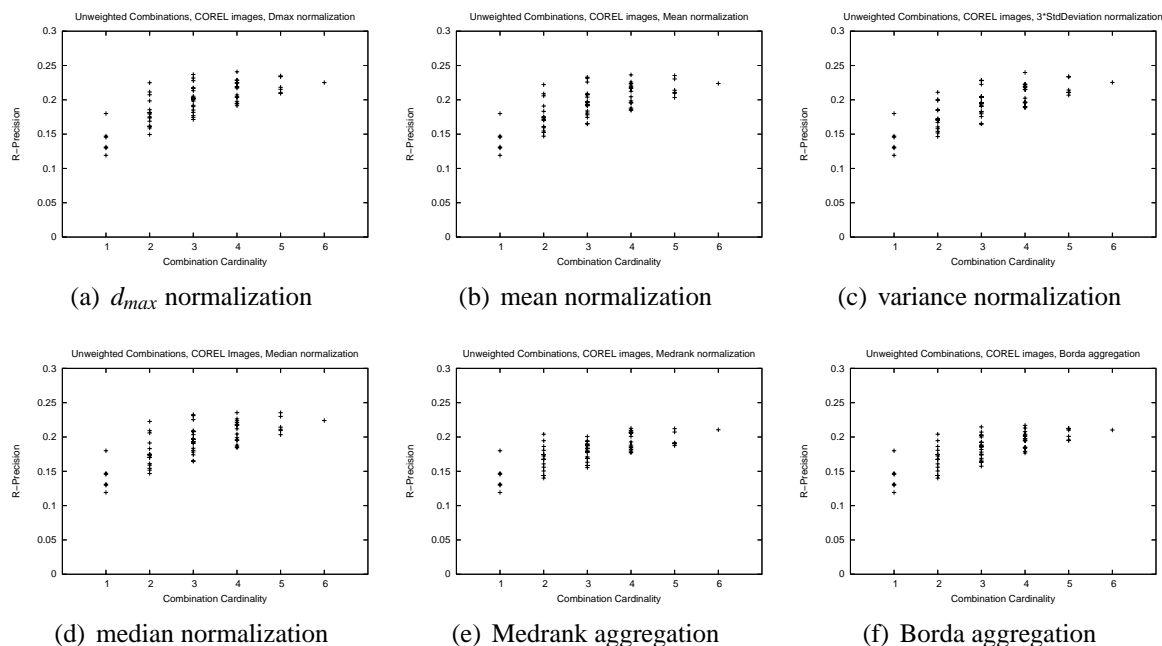 Unweighted Combinations, COREL images, Dmax normalization
0.3
0.25
0.2
0.15
0.1
0.05
0
R-Precision
1 2 3 4 5 6
Combination Cardinality
(a) dmax normalization
Unweighted Combinations, COREL images, Mean normalization
0.3
0.25
0.2
0.15
0.1
0.05
0
R-Precision
1 2 3 4 5 6
Combination Cardinality
(b) mean normalization
Unweighted Combinations, COREL images, 3*StdDeviation normalization
0.3
0.25
0.2
0.15
0.1
0.05
0
R-Precision
1 2 3 4 5 6
Combination Cardinality
(c) variance normalization
Unweighted Combinations, COREL Images, Median normalization
0.3
0.25
0.2
0.15
0.1
0.05
0
R-Precision
1 2 3 4 5 6
Combination Cardinality
(d) median normalization
Unweighted Combinations, COREL images, Medrank normalization
0.3
0.25
0.2
0.15
0.1
0.05
0
R-Precision
1 2 3 4 5 6
Combination Cardinality
(e) Medrank aggregation
Unweighted Combinations, COREL images, Borda aggregation
0.3
0.25
0.2
0.15
0.1
0.05
0
R-Precision
1 2 3 4 5 6
Combination Cardinality
(f) Borda aggregation